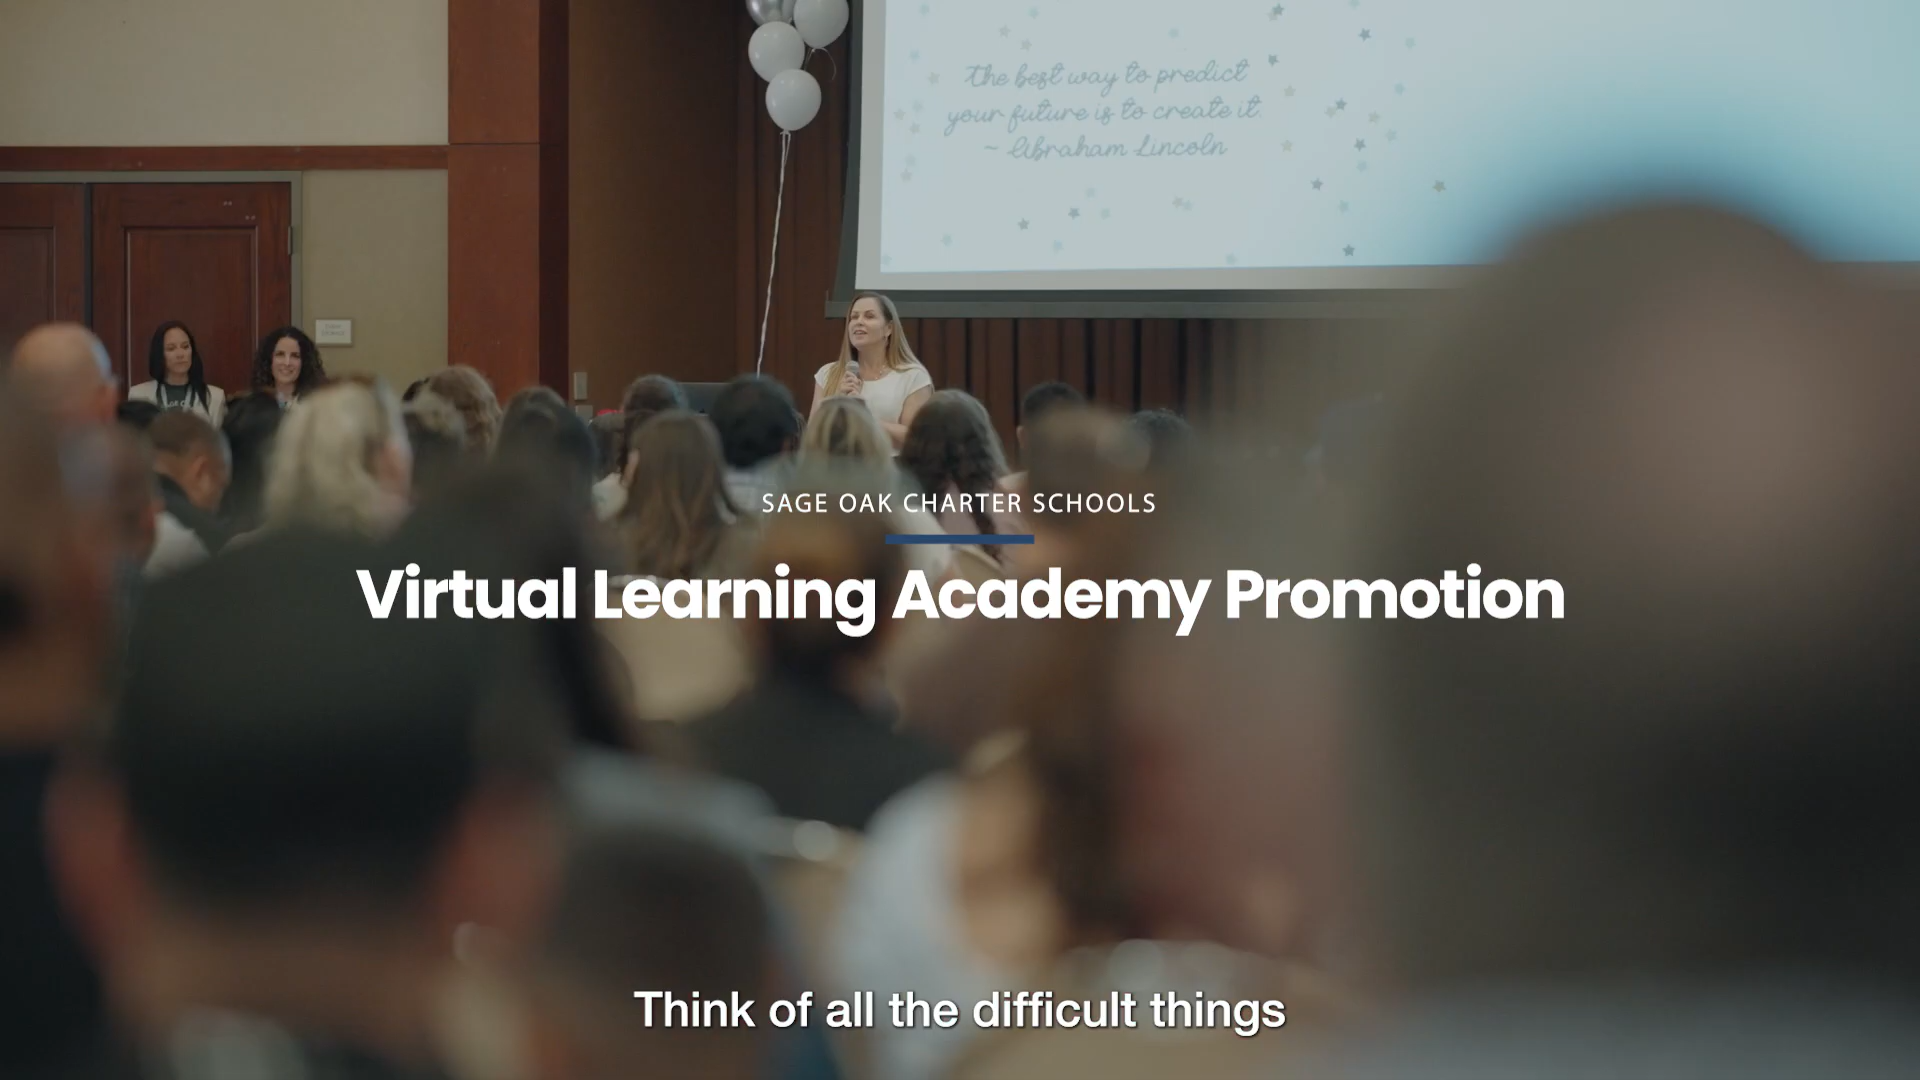 The best way to predict
your future is to create it.
~ Abraham Lincoln
SAGE OAK CHARTER SCHOOLS
Virtual Learning Academy Promotion
Think of all the difficult things